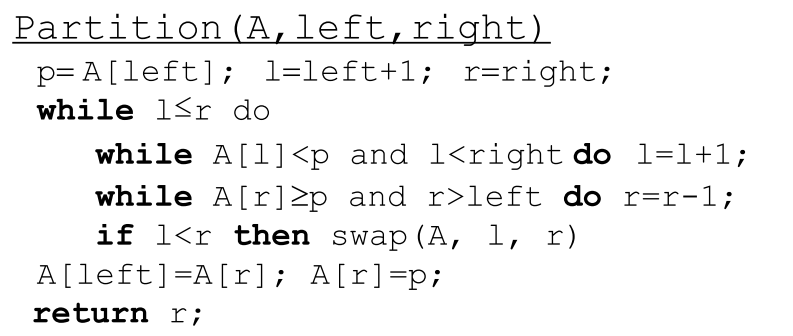 Partition(A,left,right)
p= A[left]; l=left+1; r=right;
while l≤r do
while A[l]<p and l<right do l=l+1;
while A[r]≥p and r>left do r=r-1;
if l<r then swap(A, l, r)
A[left]=A[r]; A[r]=p;
return r;